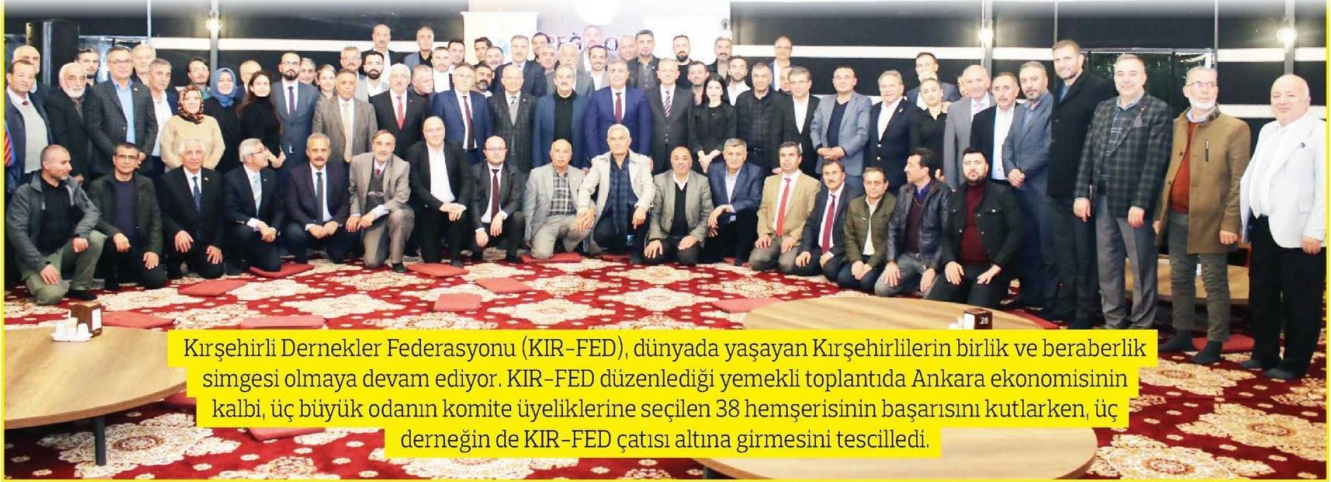 Kırşehirli Dernekler Federasyonu (KIR-FED), dünyada yaşayan Kırşehirlilerin birlik ve beraberlik
simgesi olmaya devam ediyor. KIR-FED düzenlediği yemekli toplantıda Ankara ekonomisinin
kalbi, üç büyük odanın komite üyeliklerine seçilen 38 hemşerisinin başarısını kutlarken, üç
derneğin de KIR-FED çatısı altına girmesini tescilledi.